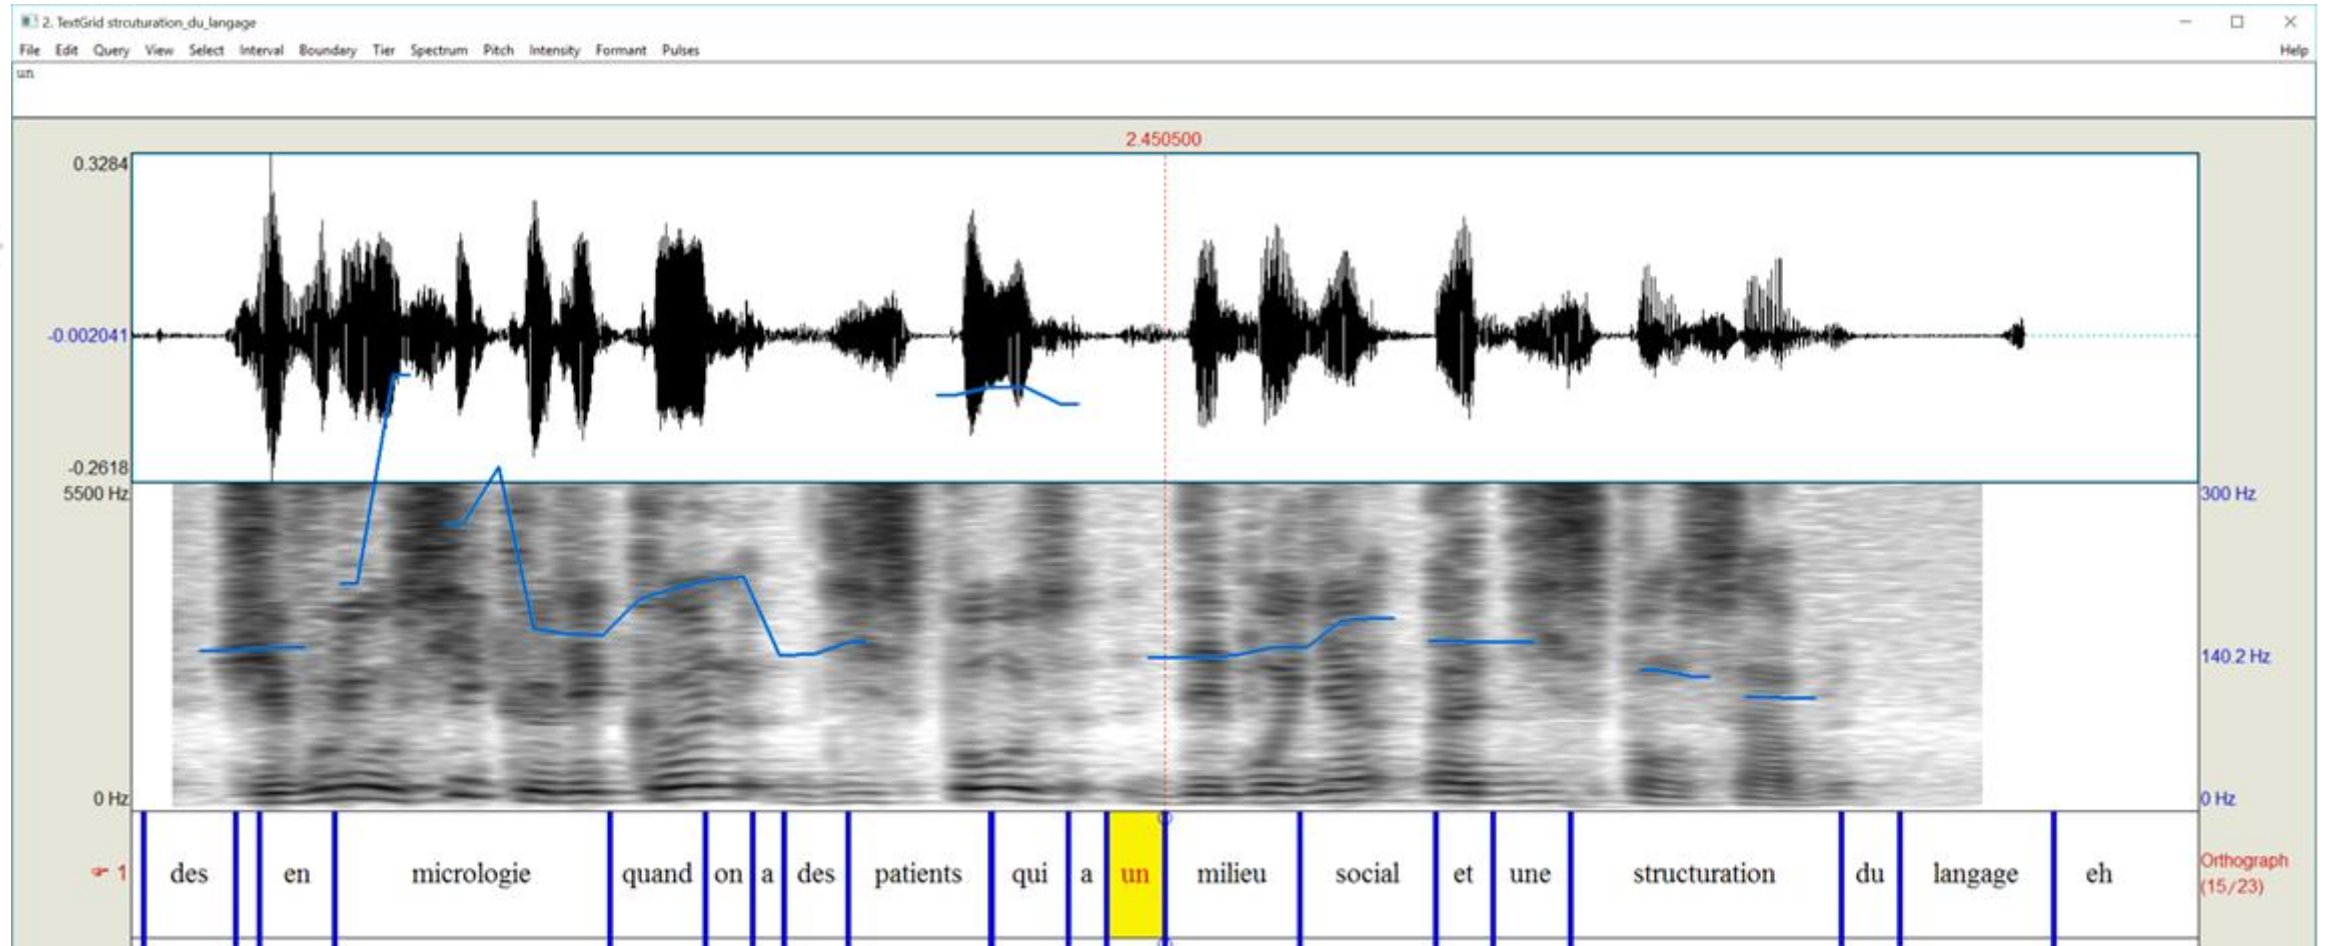 2. TextGrid strcuturation_du_langage
File Edit Query View Select Interval Boundary Tier Spectrum Pitch Intensity Formant Pulses Help
un
2.450500
0.3284
-0.002041
-0.2618
5500 Hz 300 Hz
140.2 Hz
0 Hz 0 Hz
1 des en micrologie quand on a des patients qui a un milieu social et une structuration du langage eh Orthograph
(15/23)